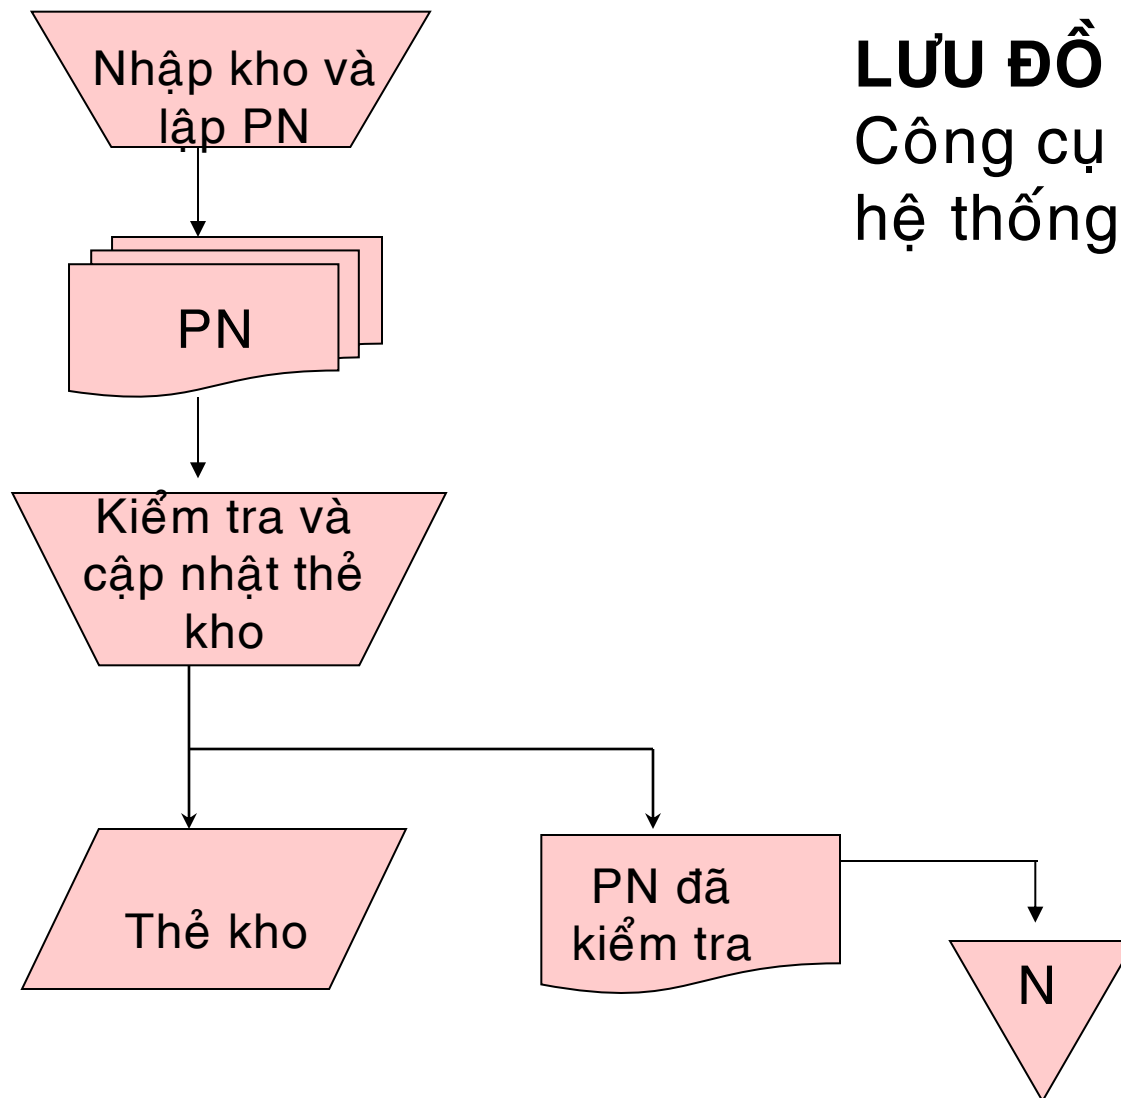 Nhập kho và
lập PN
LƯU ĐỒ
Công cụ
hệ thống
PN
Kiểm tra và
cập nhật thẻ
kho
Thẻ kho
PN đã
kiểm tra
N